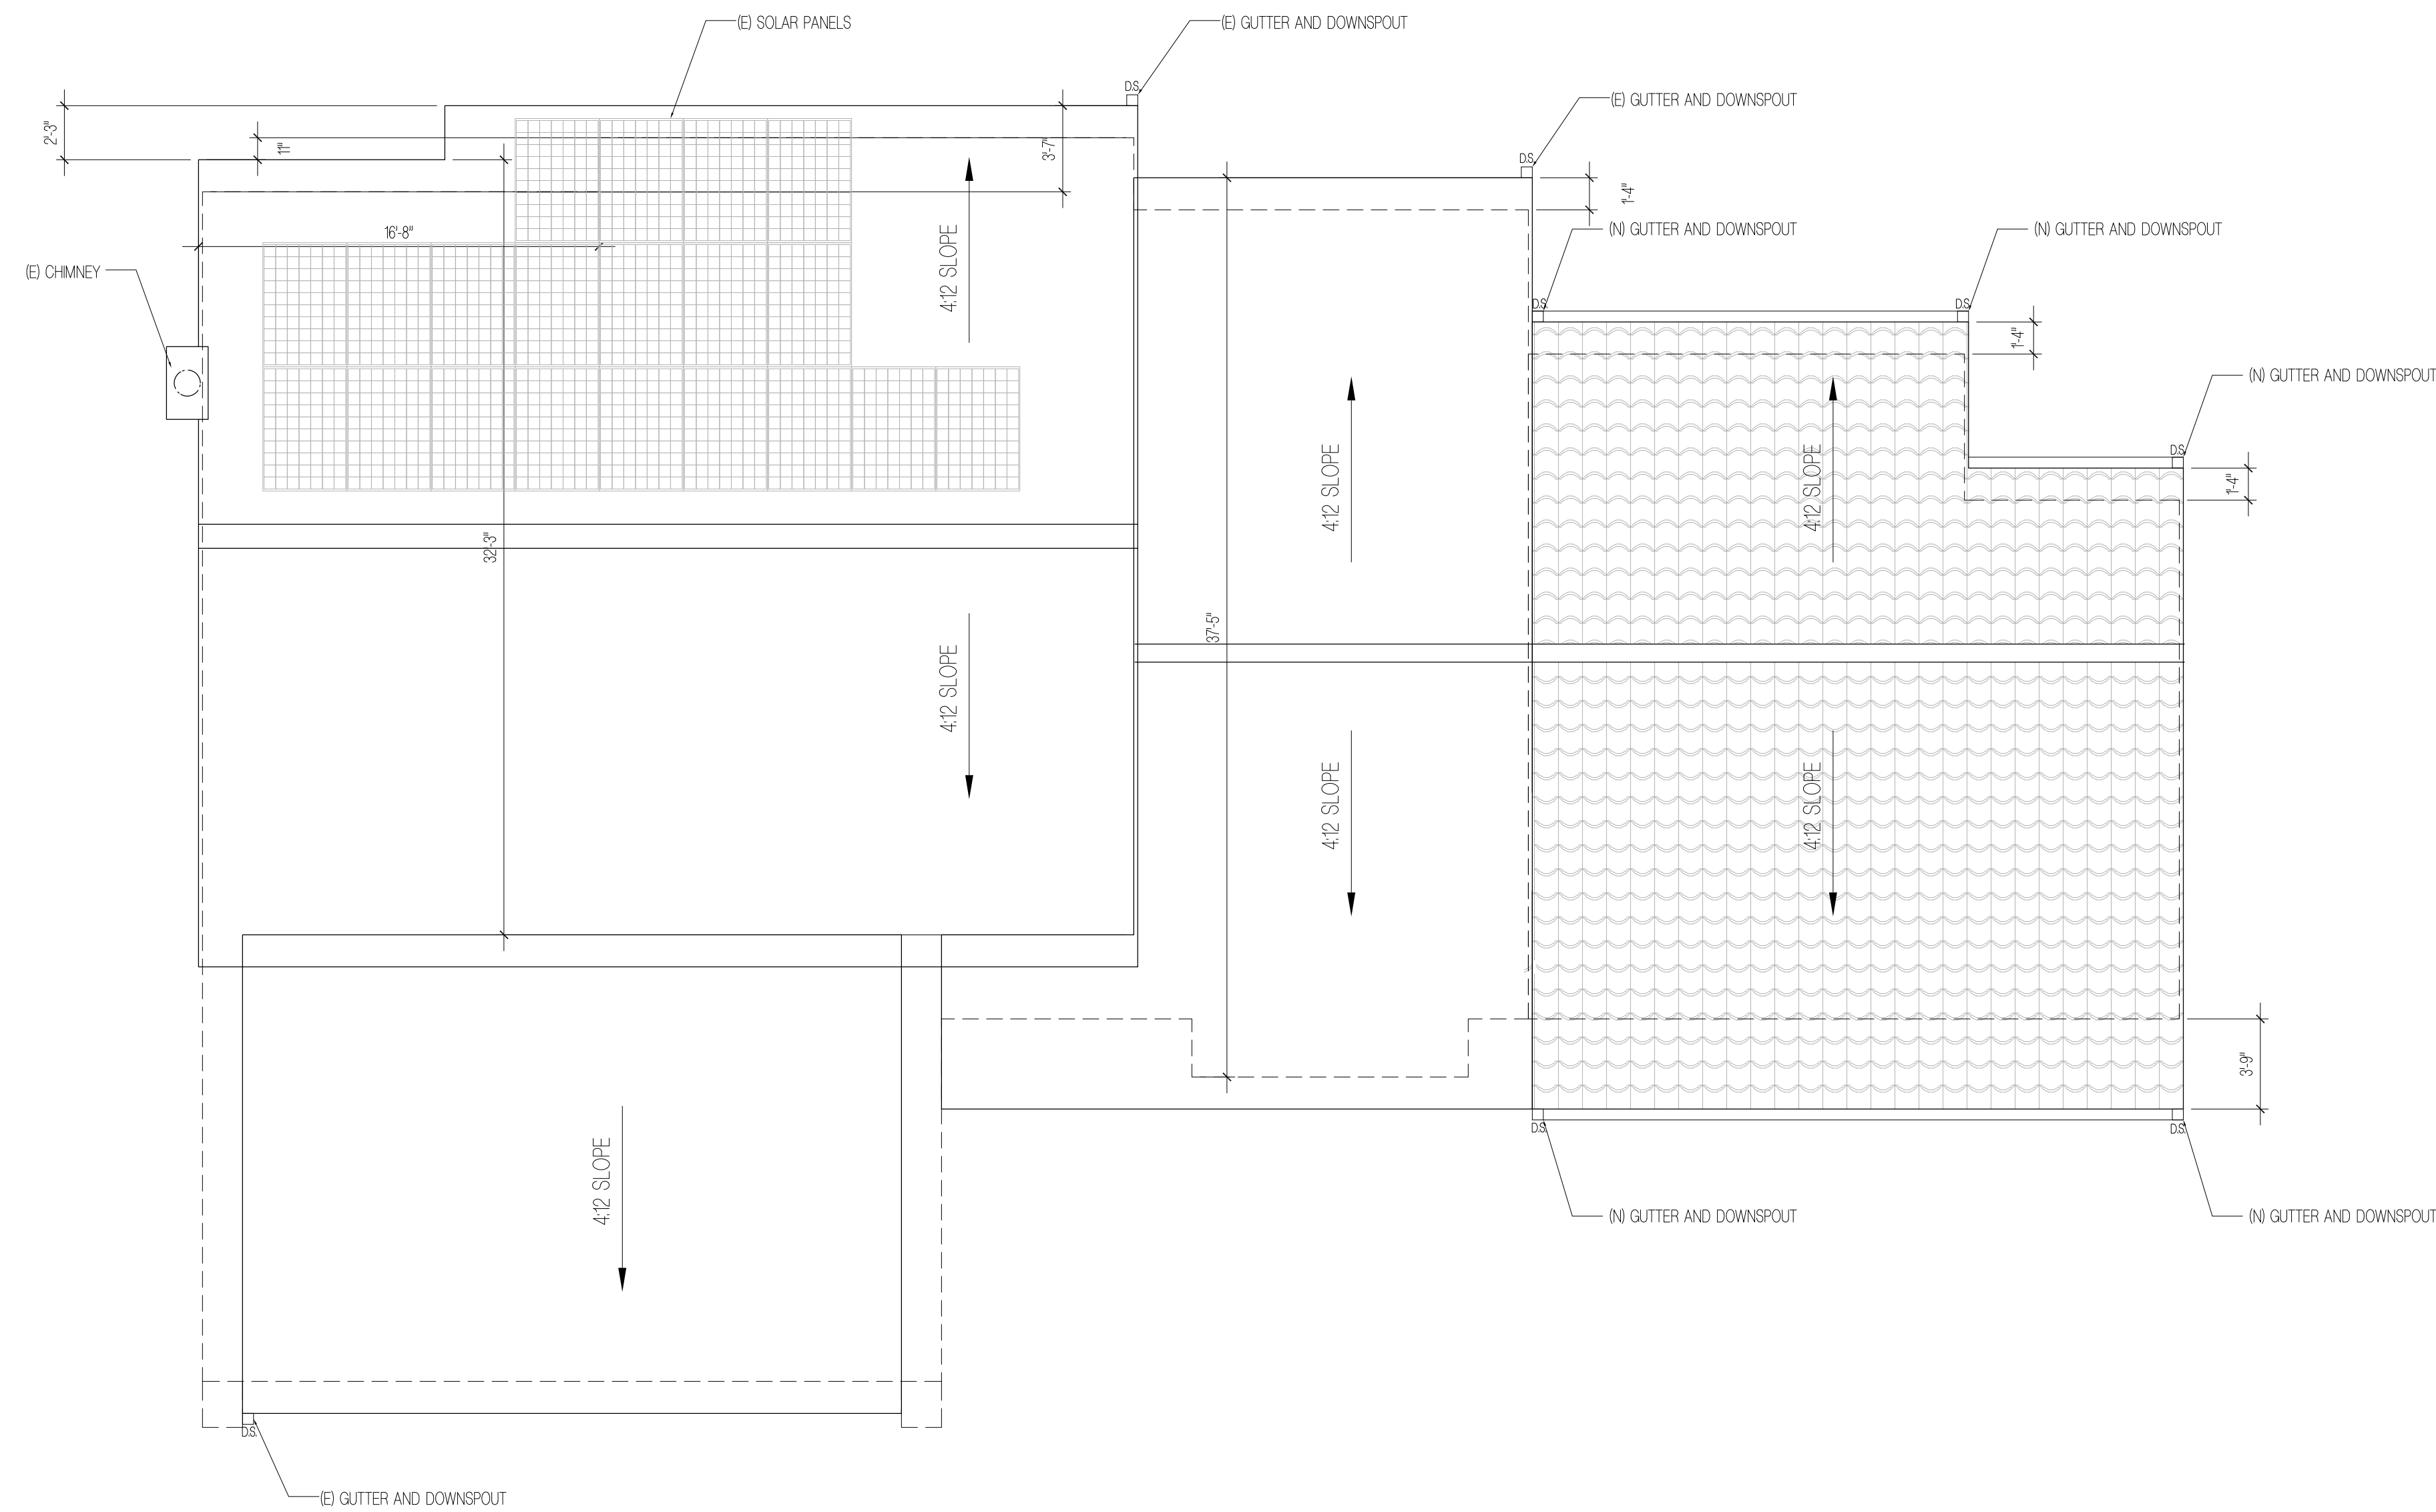 (E) SOLAR PANELS
(E) GUTTER AND DOWNSPOUT
D.S.
(E) GUTTER AND DOWNSPOUT
2'-3"
11"
3'-7"
D.S.
1'-4"
16'-8"
(N) GUTTER AND DOWNSPOUT
(N) GUTTER AND DOWNSPOUT
(E) CHIMNEY
4:12 SLOPE
D.S.
D.S.
1'-4"
(N) GUTTER AND DOWNSPOUT
D.S.
4:12 SLOPE
4:12 SLOPE
1'-4"
32'-3"
37'-5"
4:12 SLOPE
4:12 SLOPE
4:12 SLOPE
3'-9"
D.S.
D.S.
4:12 SLOPE
(N) GUTTER AND DOWNSPOUT
(N) GUTTER AND DOWNSPOUT
D.S.
(E) GUTTER AND DOWNSPOUT